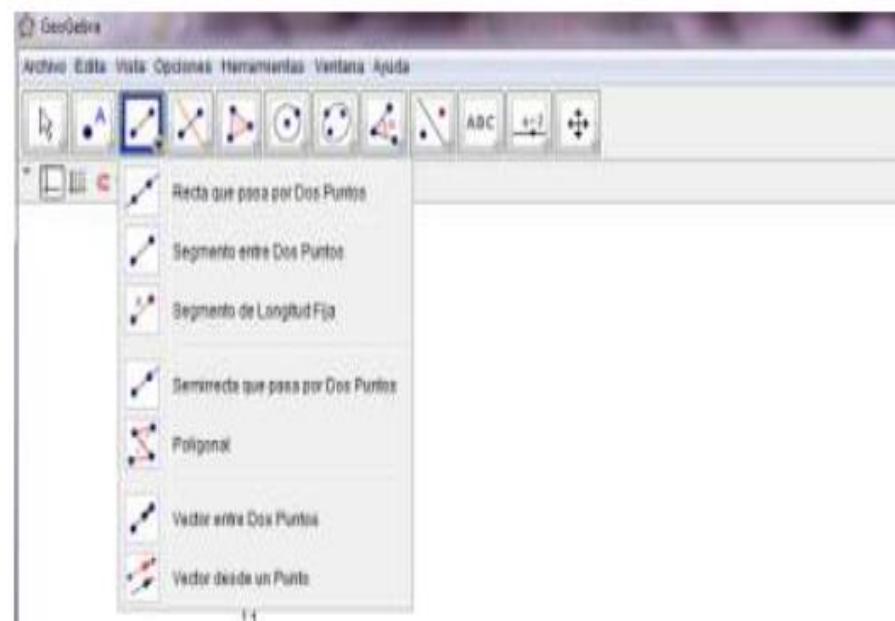 GeoGebra
Archivo Edita Vista Opciones Herramientas Ventana Ayuda
A
ABC
a=2
Recta que pasa por Dos Puntos
Segmento entre Dos Puntos
Segmento de Longitud Fija
Semirrecta que pasa por Dos Puntos
Poligonal
Vector entre Dos Puntos
Vector desde un Punto